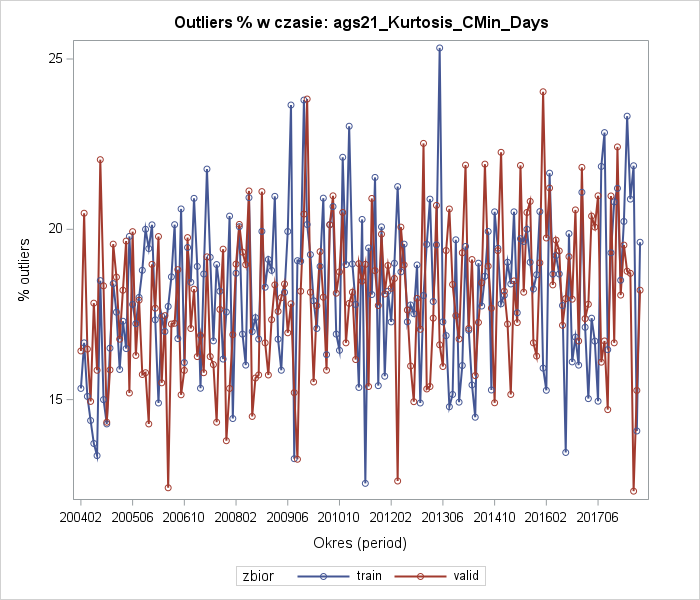 Outliers % w czasie: ags21_Kurtosis_CMin_Days
% outliers
25
20
15
200402 200506 200610 200802 200906 201010 201202 201306 201410 201602 201706
Okres (period)
zbior train valid